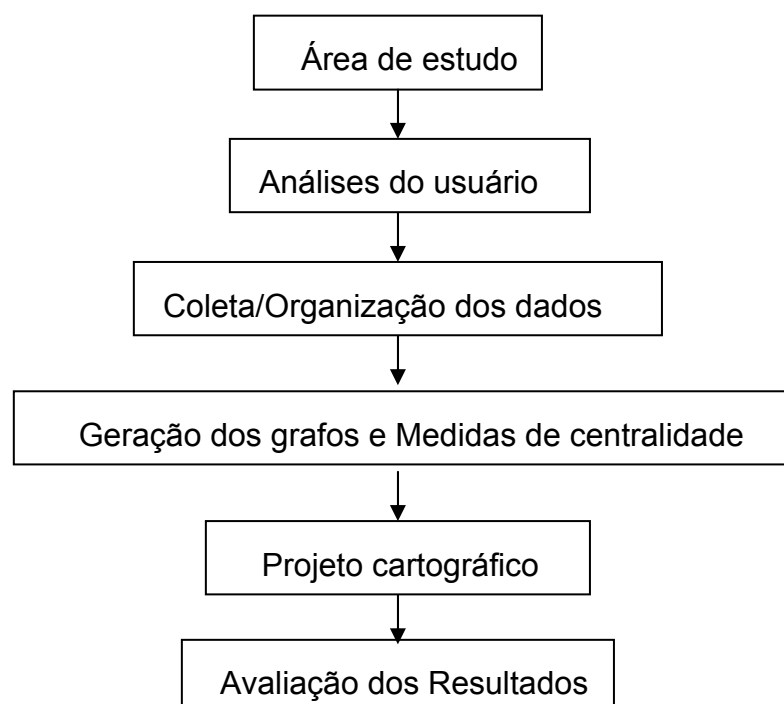 Área de estudo
Análises do usuário
Coleta/Organização dos dados
Geração dos grafos e Medidas de centralidade
Projeto cartográfico
Avaliação dos Resultados